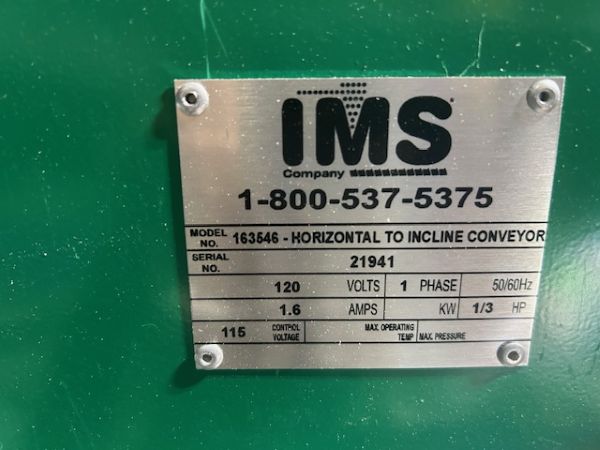 IMS
Company
1-800-537-5375
MODEL NO. 163546 - HORIZONTAL TO INCLINE CONVEYOR
SERIAL NO. 21941
120 VOLTS 1 PHASE 50/60Hz
1.6 AMPS KW 1/3 HP
115 CONTROL VOLTAGE MAX. OPERATING TEMP MAX. PRESSURE